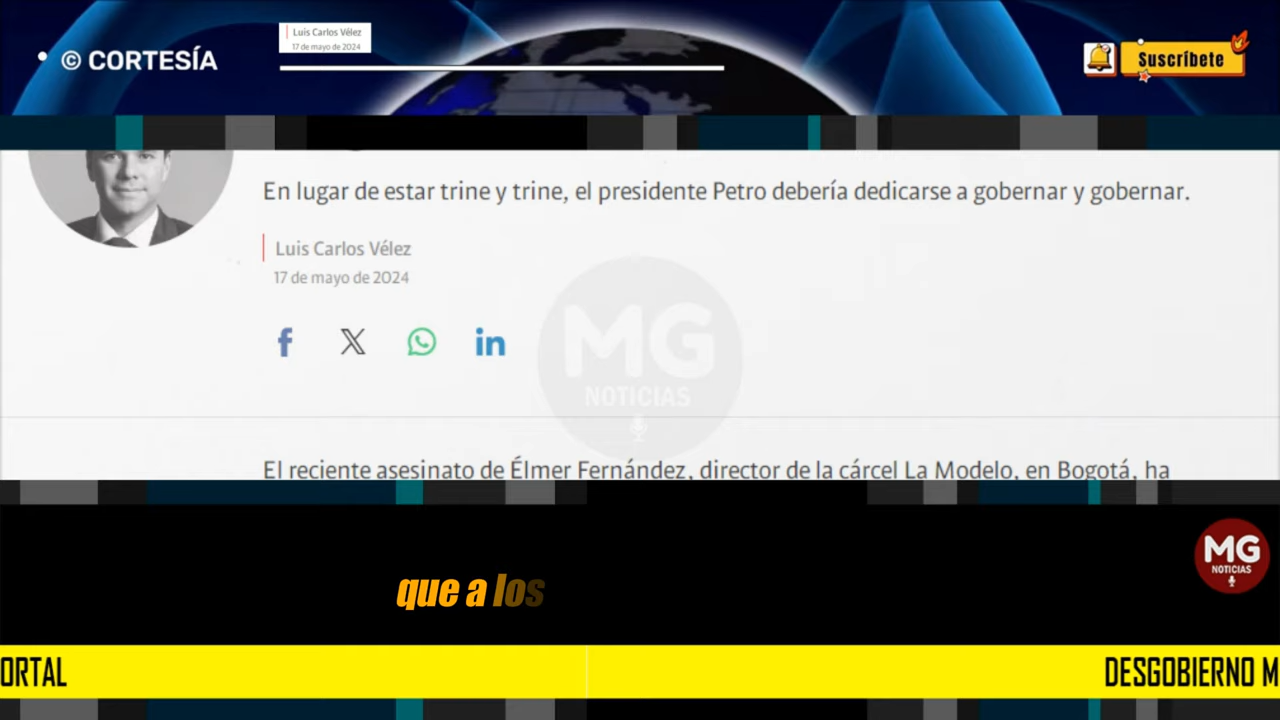 Luis Carlos Vélez
17 de mayo de 2024
© CORTESÍA
Suscríbete
En lugar de estar trine y trine, el presidente Petro debería dedicarse a gobernar y gobernar.
Luis Carlos Vélez
17 de mayo de 2024
MG
NOTICIAS
El reciente asesinato de Élmer Fernández, director de la cárcel La Modelo, en Bogotá, ha
MG
NOTICIAS
que a los
ORTAL
DESGOBIERNO M